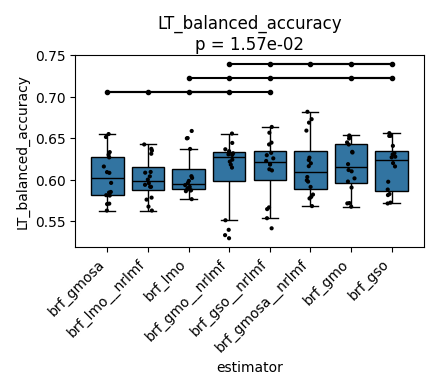 LT_balanced_accuracy
p = 1.57e-02
LT_balanced_accuracy
0.75
0.70
0.65
0.60
0.55
brf_gmosa
brf_lmo__nrlmf
brf_lmo
brf_gmo__nrlmf
brf_gso__nrlmf
brf_gmosa__nrlmf
brf_gmo
brf_gso
estimator